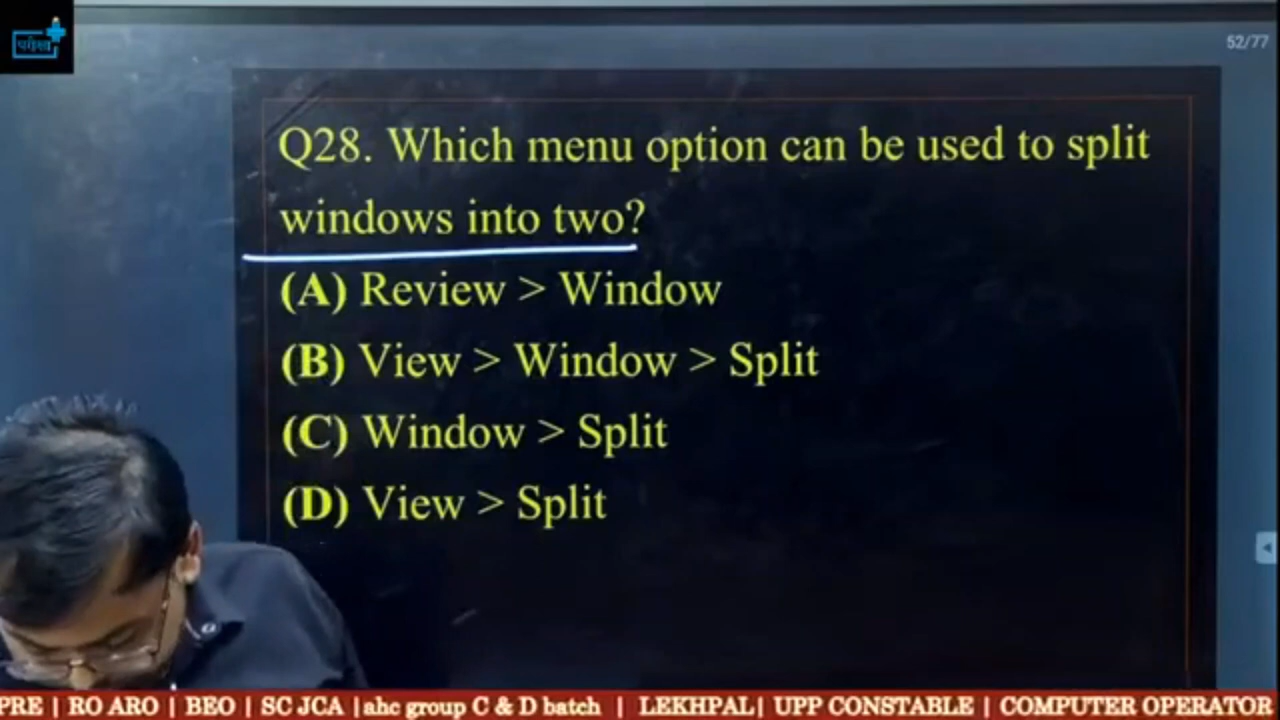 परीक्षा
52/77
Q28. Which menu option can be used to split
windows into two?
(A) Review > Window
(B) View > Window > Split
(C) Window > Split
(D) View > Split
PRE | RO ARO | BEO | SC JCA | ahc group C & D batch | LEKHPAL | UPP CONSTABLE | COMPUTER OPERATOR